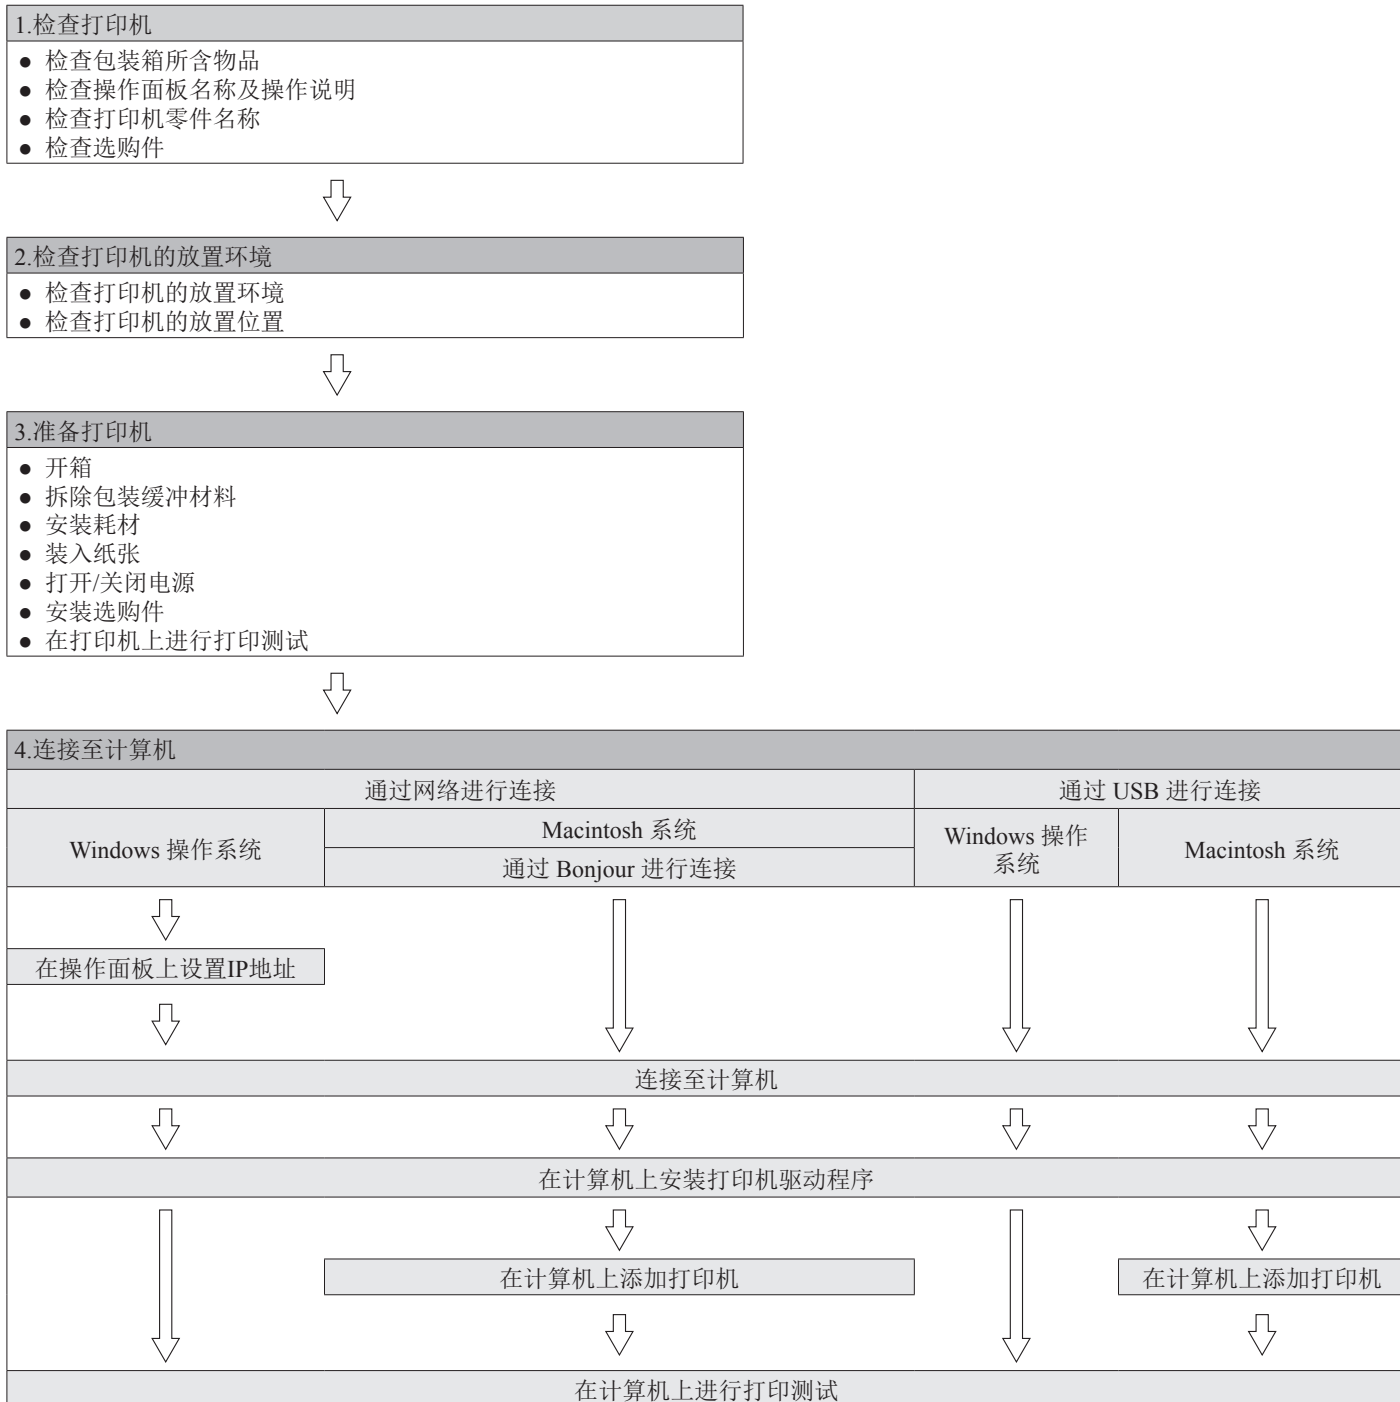 1.检查打印机
● 检查包装箱所含物品
● 检查操作面板名称及操作说明
● 检查打印机零件名称
● 检查选购件
2.检查打印机的放置环境
● 检查打印机的放置环境
● 检查打印机的放置位置
3.准备打印机
● 开箱
● 拆除包装缓冲材料
● 安装耗材
● 装入纸张
● 打开/关闭电源
● 安装选购件
● 在打印机上进行打印测试
4.连接至计算机
通过网络进行连接
通过 USB 进行连接
Windows 操作系统
Macintosh 系统
通过 Bonjour 进行连接
Windows 操作
系统
Macintosh 系统
在操作面板上设置IP地址
连接至计算机
在计算机上安装打印机驱动程序
在计算机上添加打印机
在计算机上添加打印机
在计算机上进行打印测试